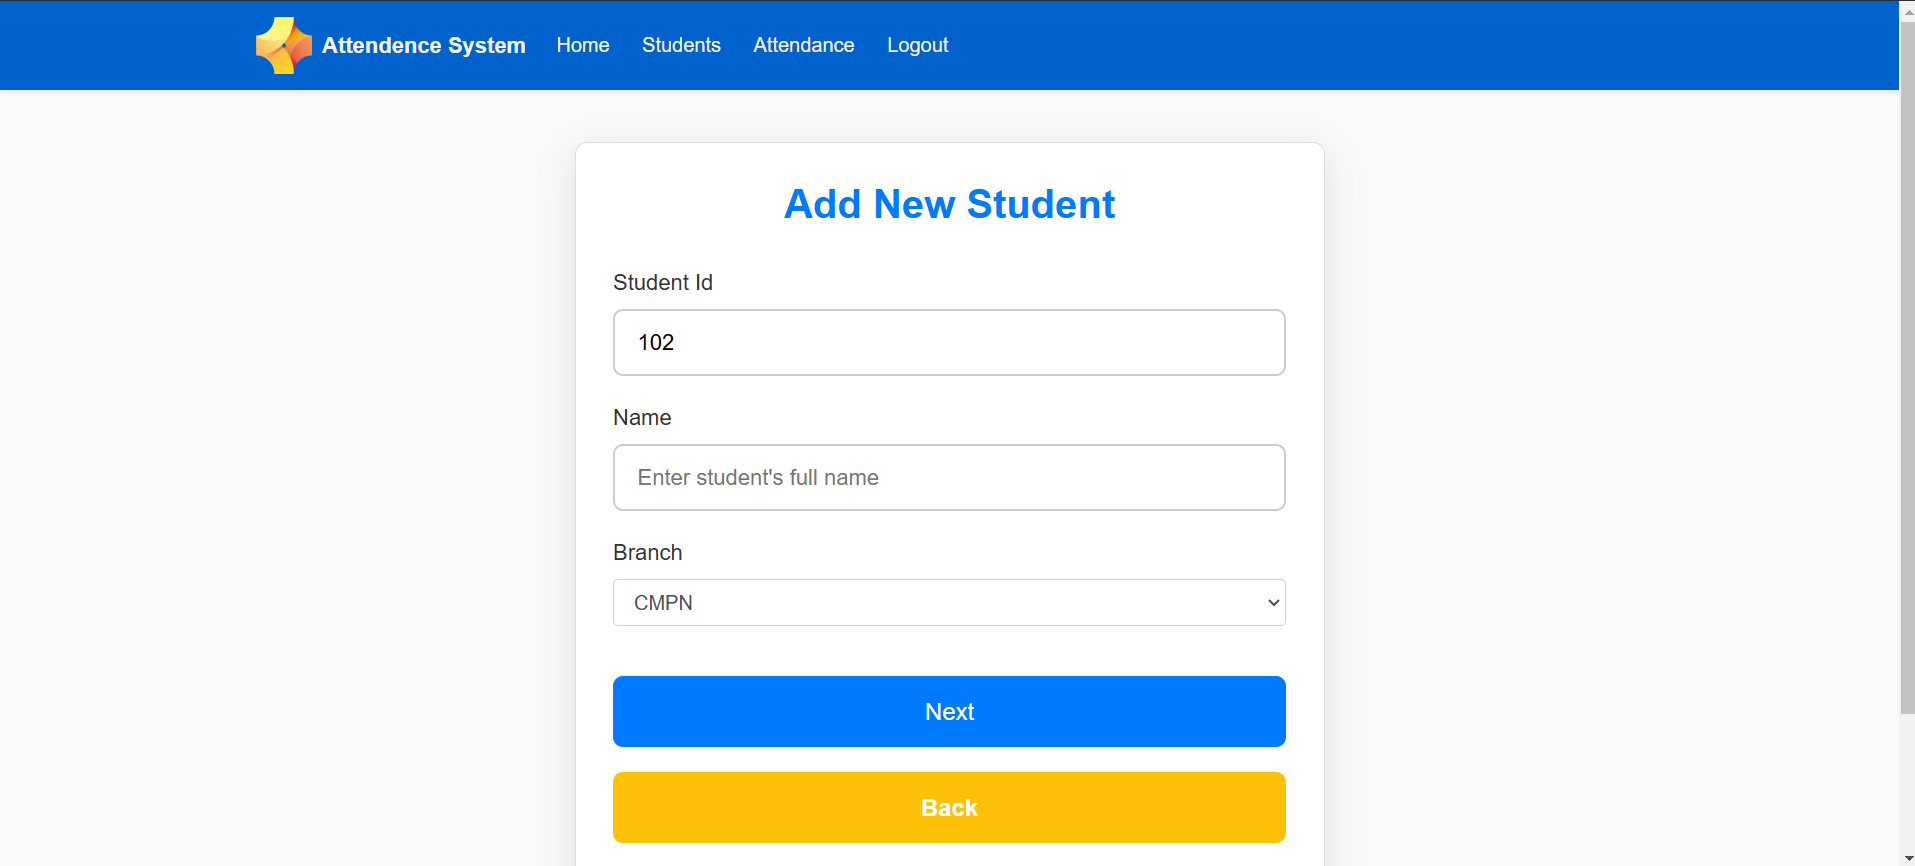 Attendence System Home Students Attendance Logout
Add New Student
Student Id
102
Name
Enter student's full name
Branch
CMPN
Next
Back